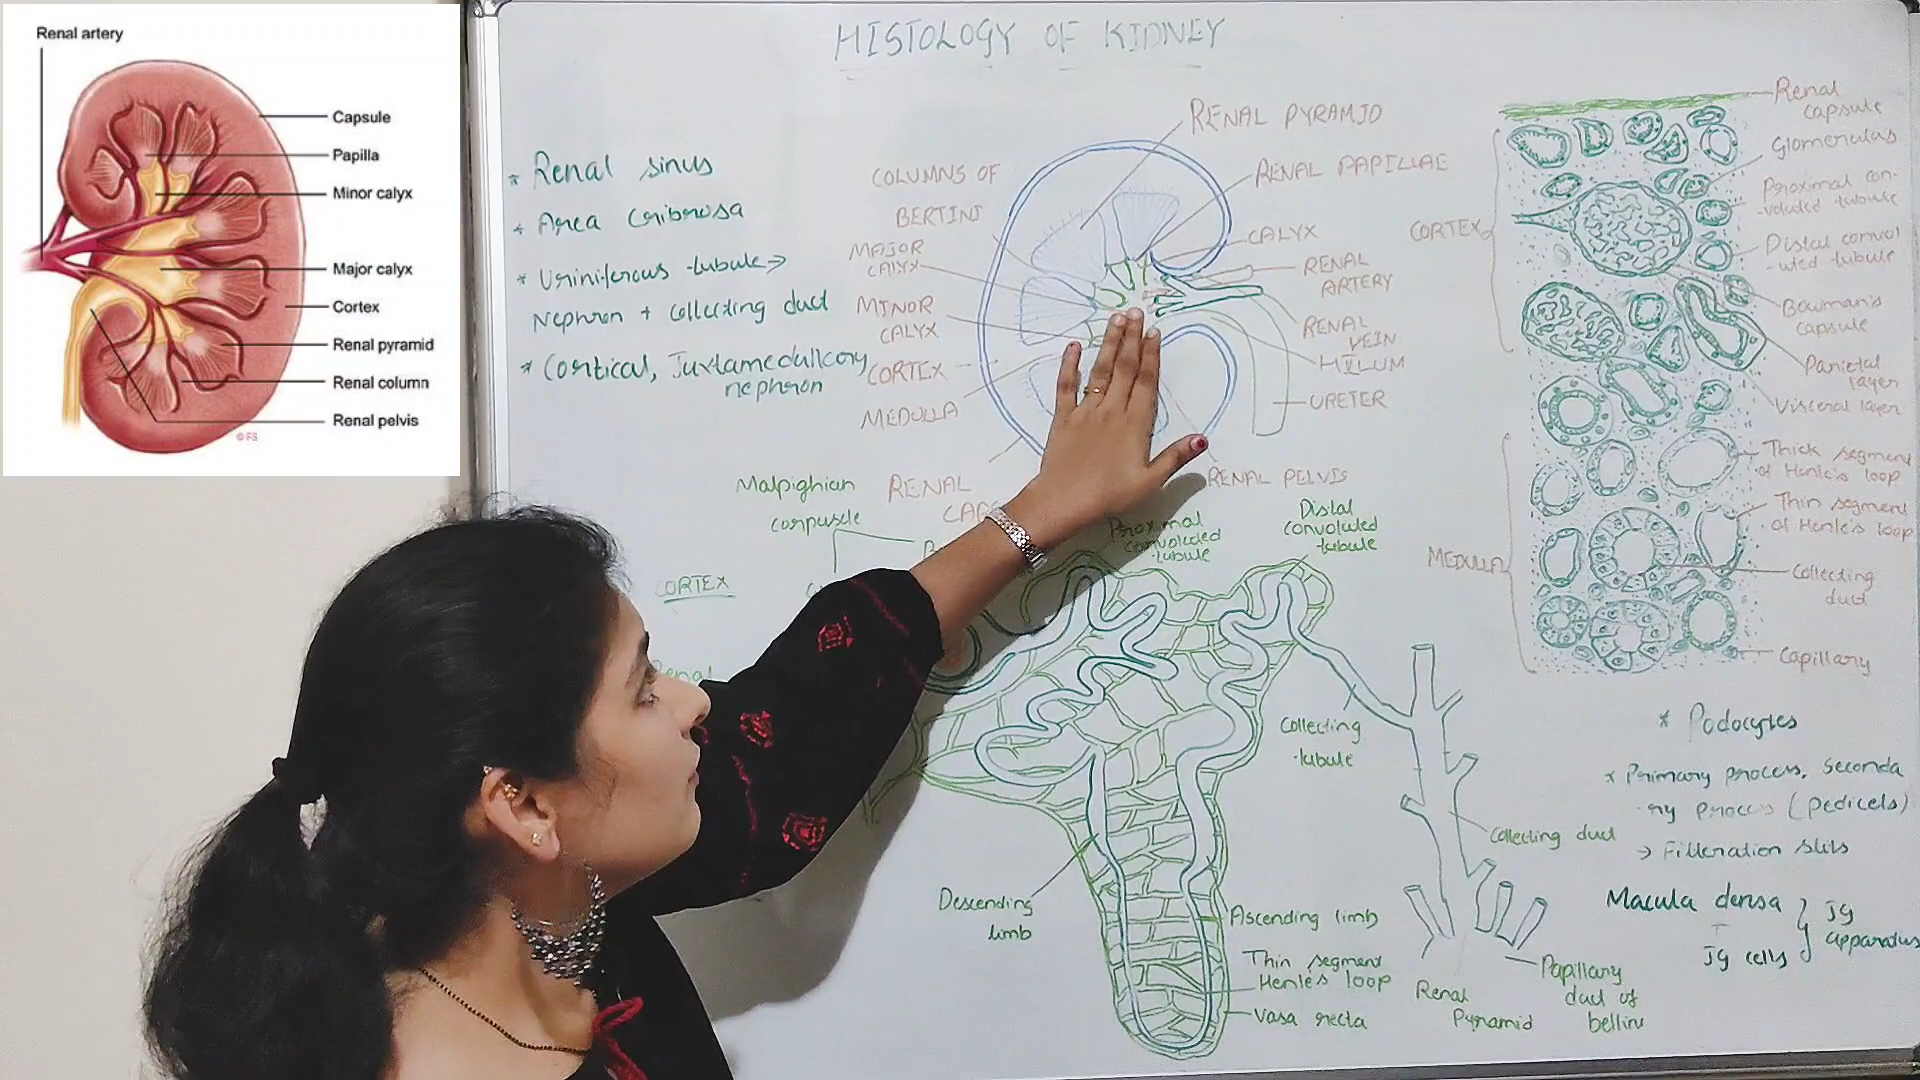 Renal artery
Capsule
Papilla
Minor calyx
Major calyx
Cortex
Renal pyramid
Renal column
Renal pelvis
© FS
HISTOLOGY OF KIDNEY
* Renal sinus
* Area cribrosa
* Uriniferous tubule→
Nephron + collecting duct
* Cortical, Juxtamedullary
nephron
RENAL PYRAMID
RENAL PAPILLAE
COLUMNS OF
BERTINI
MAJOR
CALYX
MINOR
CALYX
CORTEX
MEDULLA
RENAL
CALYX
RENAL
ARTERY
RENAL
VEIN
HILUM
URETER
RENAL PELVIS
Malpighian
corpuscle
CORTEX
Renal
Proximal
convoluted
tubule
Distal
convoluted
tubule
Collecting
tubule
Collecting duct
Descending
limb
Ascending limb
Thin segment
Henle's loop
Vasa recta
Renal
Pyramid
Papillary
duct of
bellini
Renal
capsule
Glomerulus
Proximal con-
-voluted tubule
Distal convol
-uted tubule
Bowman's
capsule
Parietal
layer
Visceral layer
CORTEX
Thick segment
of Henle's loop
Thin segment
of Henle's loop
MEDULLA
Collecting
duct
Capillary
* Podocytes
* Primary process, seconda
-ry process (pedicels)
→ Filteration slits
Macula densa
+
JG cells
JG
apparatus